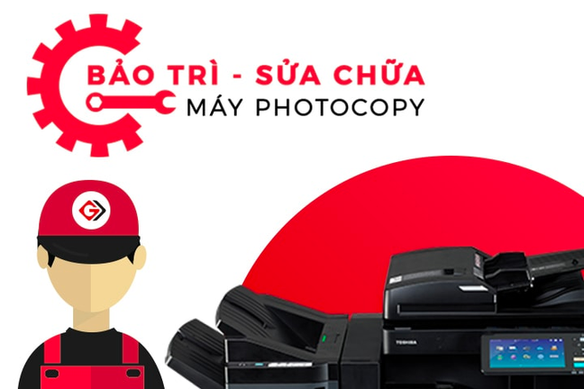 BẢO TRÌ - SỬA CHỮA
MÁY PHOTOCOPY
G
TOSHIBA